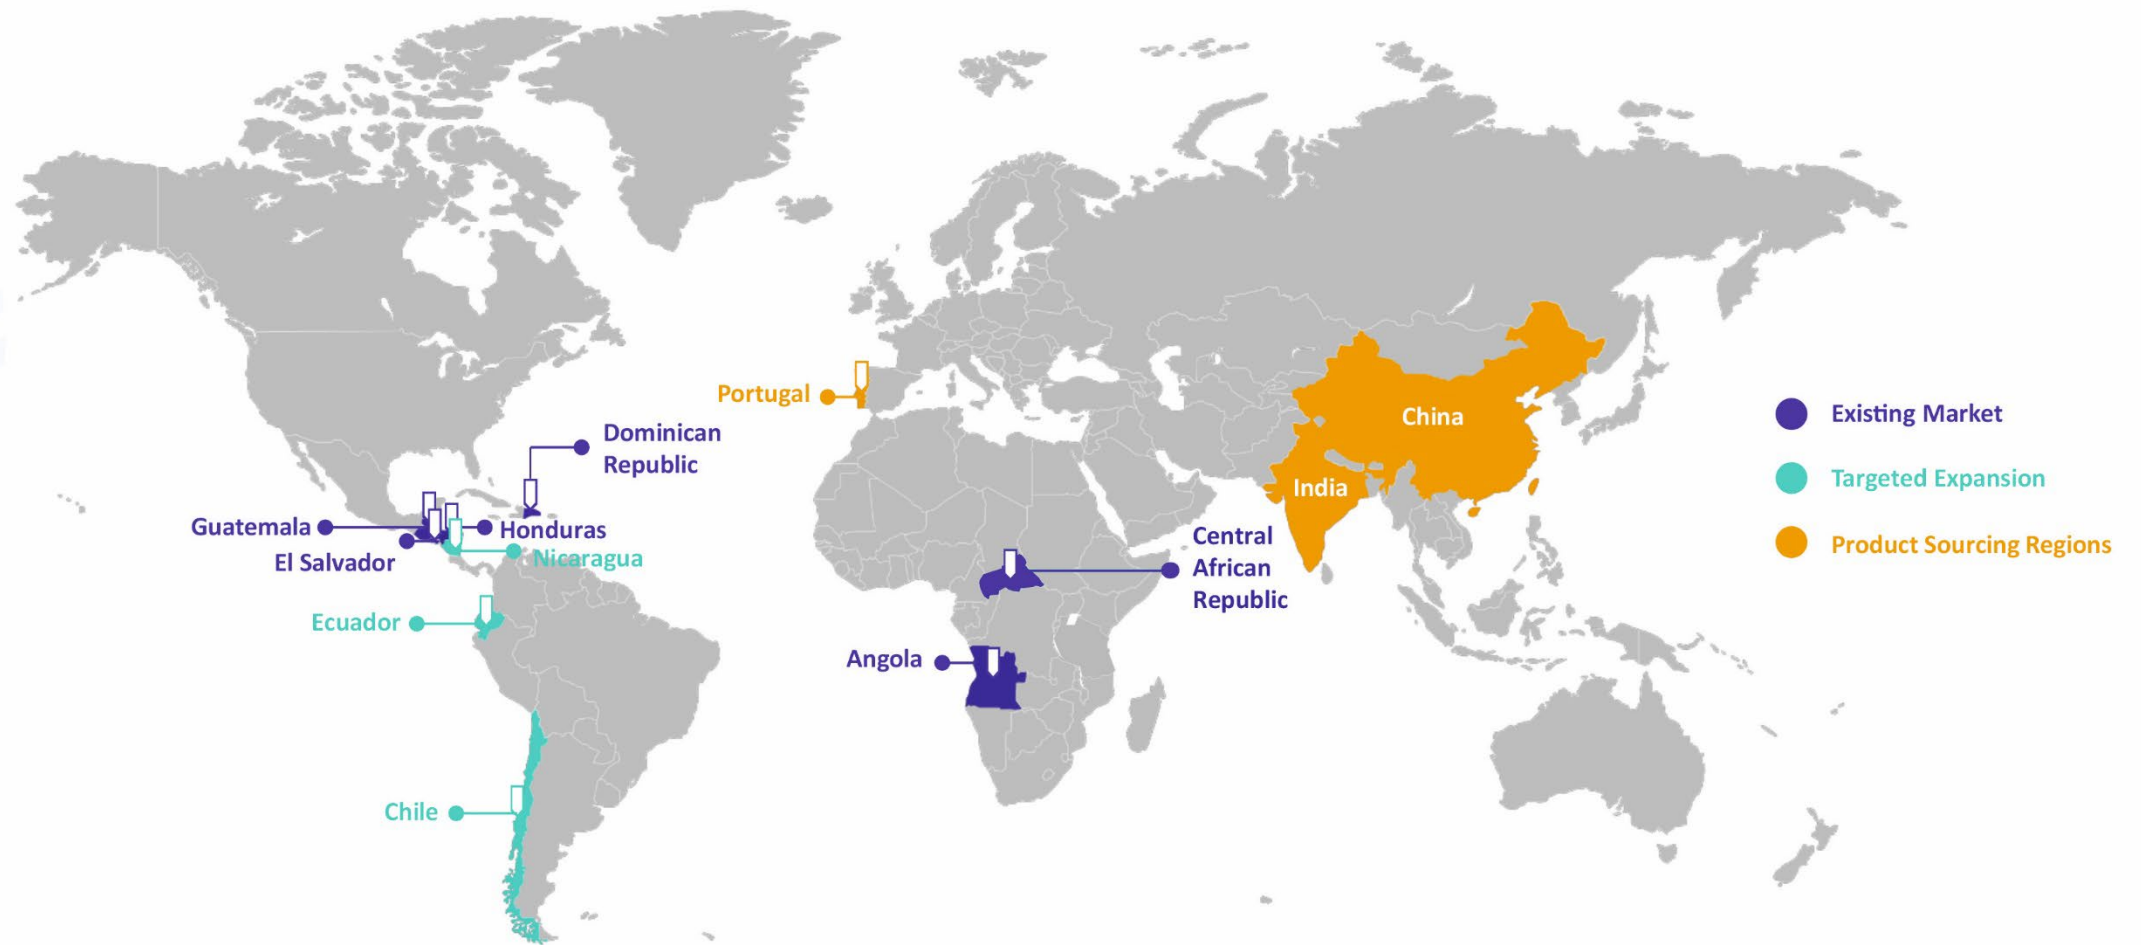 Portugal
China
India
Dominican
Republic
Guatemala
Honduras
El Salvador
Nicaragua
Ecuador
Chile
Central
African
Republic
Angola
Existing Market
Targeted Expansion
Product Sourcing Regions